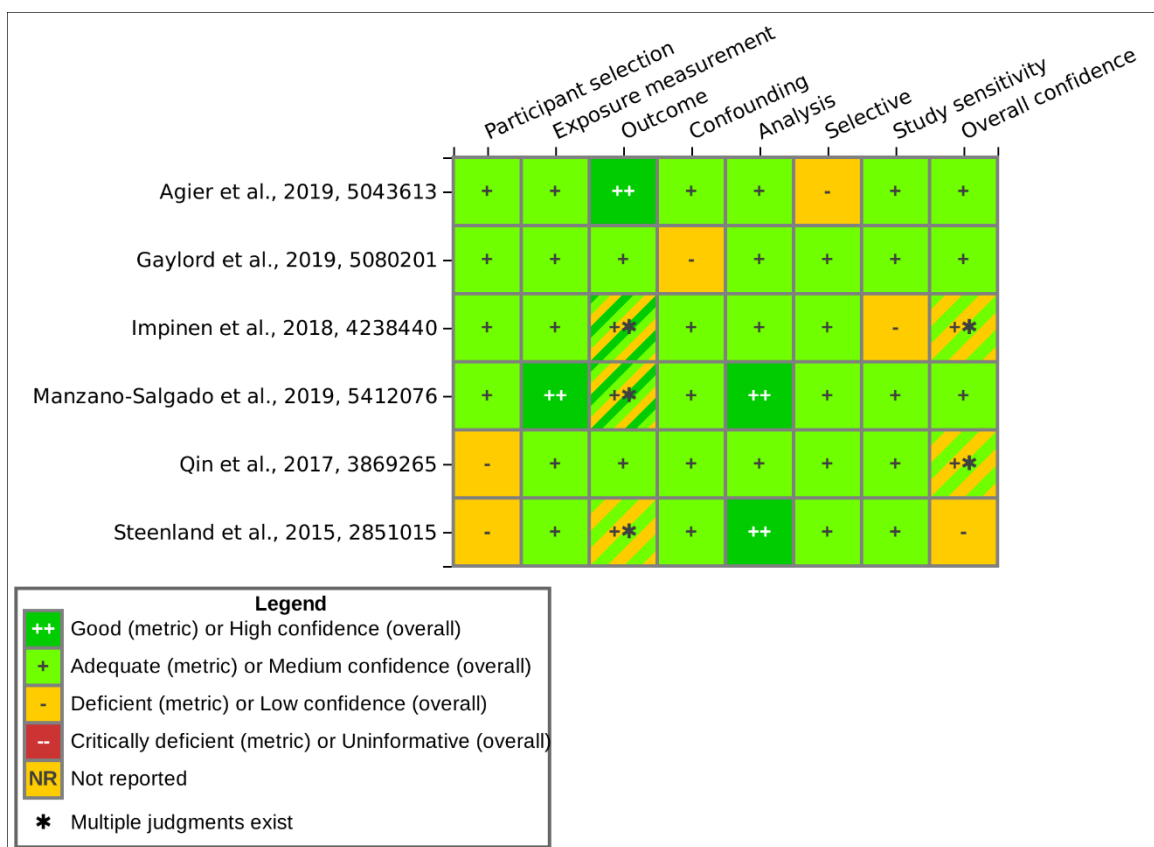 Participant selection
Exposure measurement
Outcome
Confounding
Analysis
Selective
Study sensitivity
Overall confidence
Agier et al., 2019, 5043613 + + ++ + + - + +
Gaylord et al., 2019, 5080201 + + + - + + + +
Impinen et al., 2018, 4238440 + + +✱ + + + - +✱
Manzano-Salgado et al., 2019, 5412076 + ++ +✱ + ++ + + +
Qin et al., 2017, 3869265 - + + + + + + +✱
Steenland et al., 2015, 2851015 - + +✱ + ++ + + -
Legend
++ Good (metric) or High confidence (overall)
+ Adequate (metric) or Medium confidence (overall)
- Deficient (metric) or Low confidence (overall)
-- Critically deficient (metric) or Uninformative (overall)
NR Not reported
✱ Multiple judgments exist